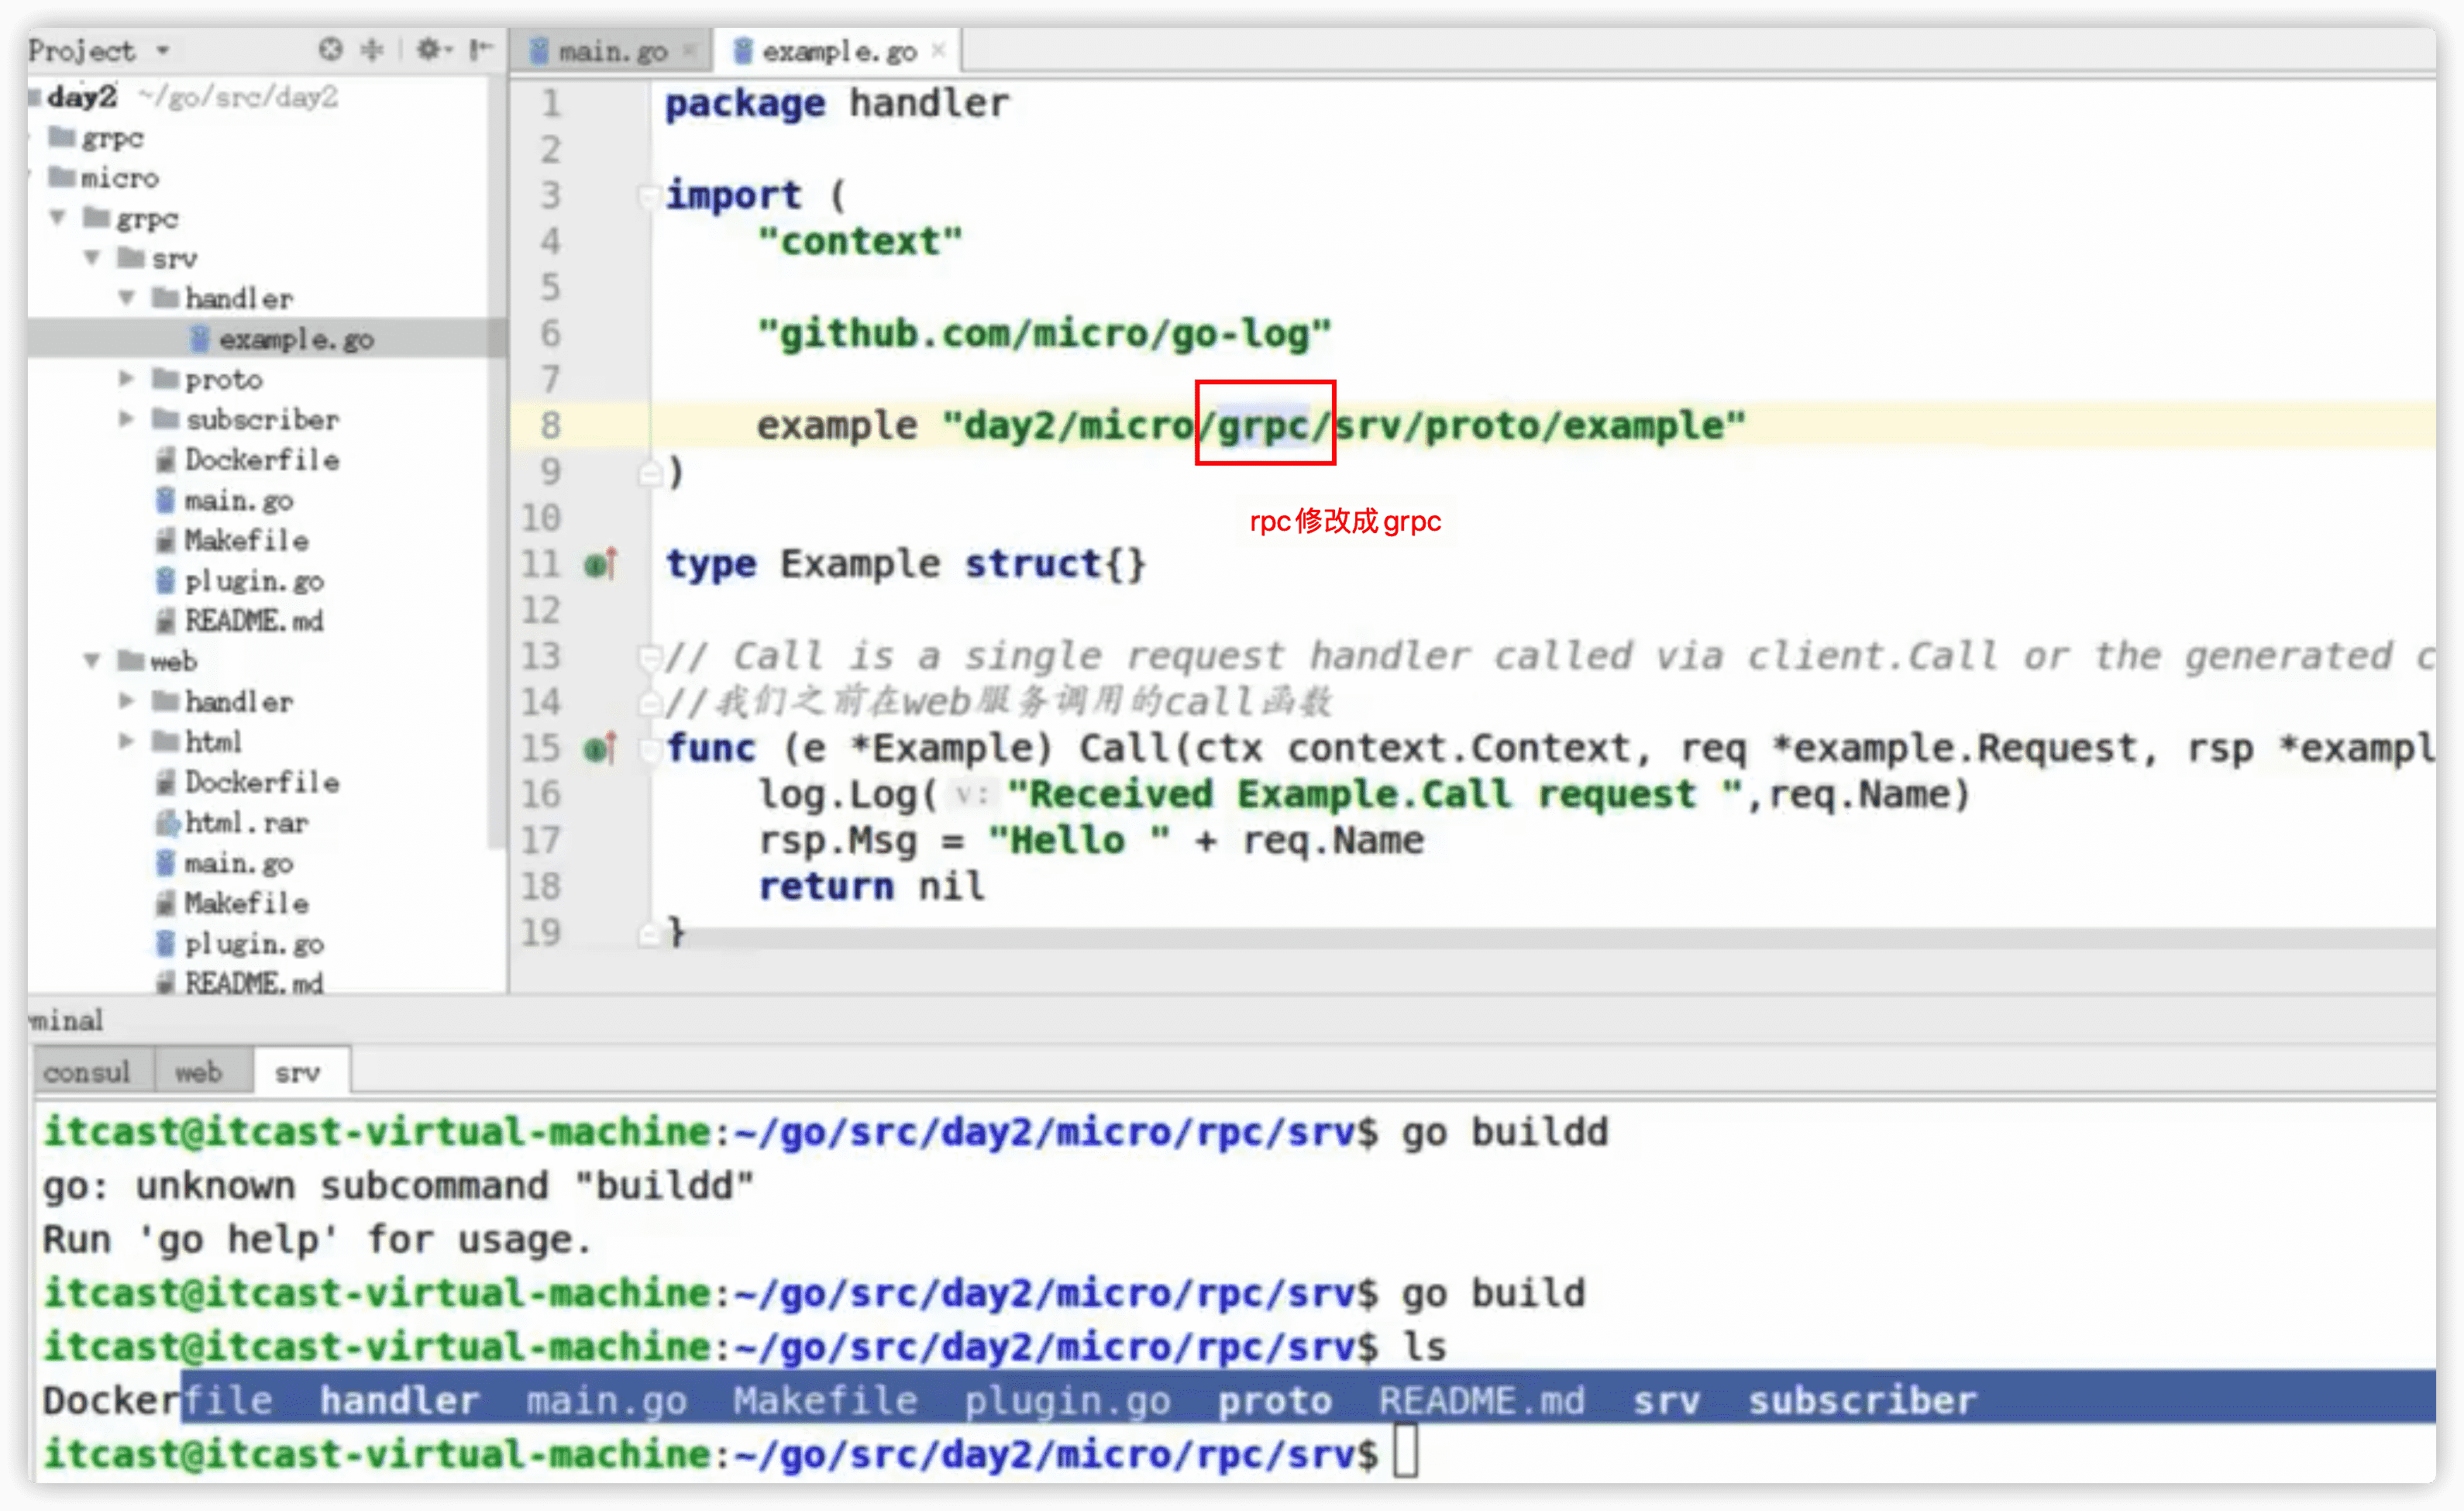 Project
main.go
example.go
day2 ~/go/src/day2
grpc
micro
grpc
srv
handler
example.go
proto
subscriber
Dockerfile
main.go
Makefile
plugin.go
README.md
web
handler
html
Dockerfile
html.rar
main.go
Makefile
plugin.go
README.md
1 package handler
2
3 import (
4 "context"
5
6 "github.com/micro/go-log"
7
8 example "day2/micro/grpc/srv/proto/example"
9 )
10
rpc修改成grpc
11 type Example struct{}
12
13 // Call is a single request handler called via client.Call or the generated c
14 //我们之前在web服务调用的call函数
15 func (e *Example) Call(ctx context.Context, req *example.Request, rsp *exampl
16 log.Log( v: "Received Example.Call request ",req.Name)
17 rsp.Msg = "Hello " + req.Name
18 return nil
19 }
minal
consul web srv
itcast@itcast-virtual-machine:~/go/src/day2/micro/rpc/srv$ go buildd
go: unknown subcommand "buildd"
Run 'go help' for usage.
itcast@itcast-virtual-machine:~/go/src/day2/micro/rpc/srv$ go build
itcast@itcast-virtual-machine:~/go/src/day2/micro/rpc/srv$ ls
Dockerfile handler main.go Makefile plugin.go proto README.md srv subscriber
itcast@itcast-virtual-machine:~/go/src/day2/micro/rpc/srv$